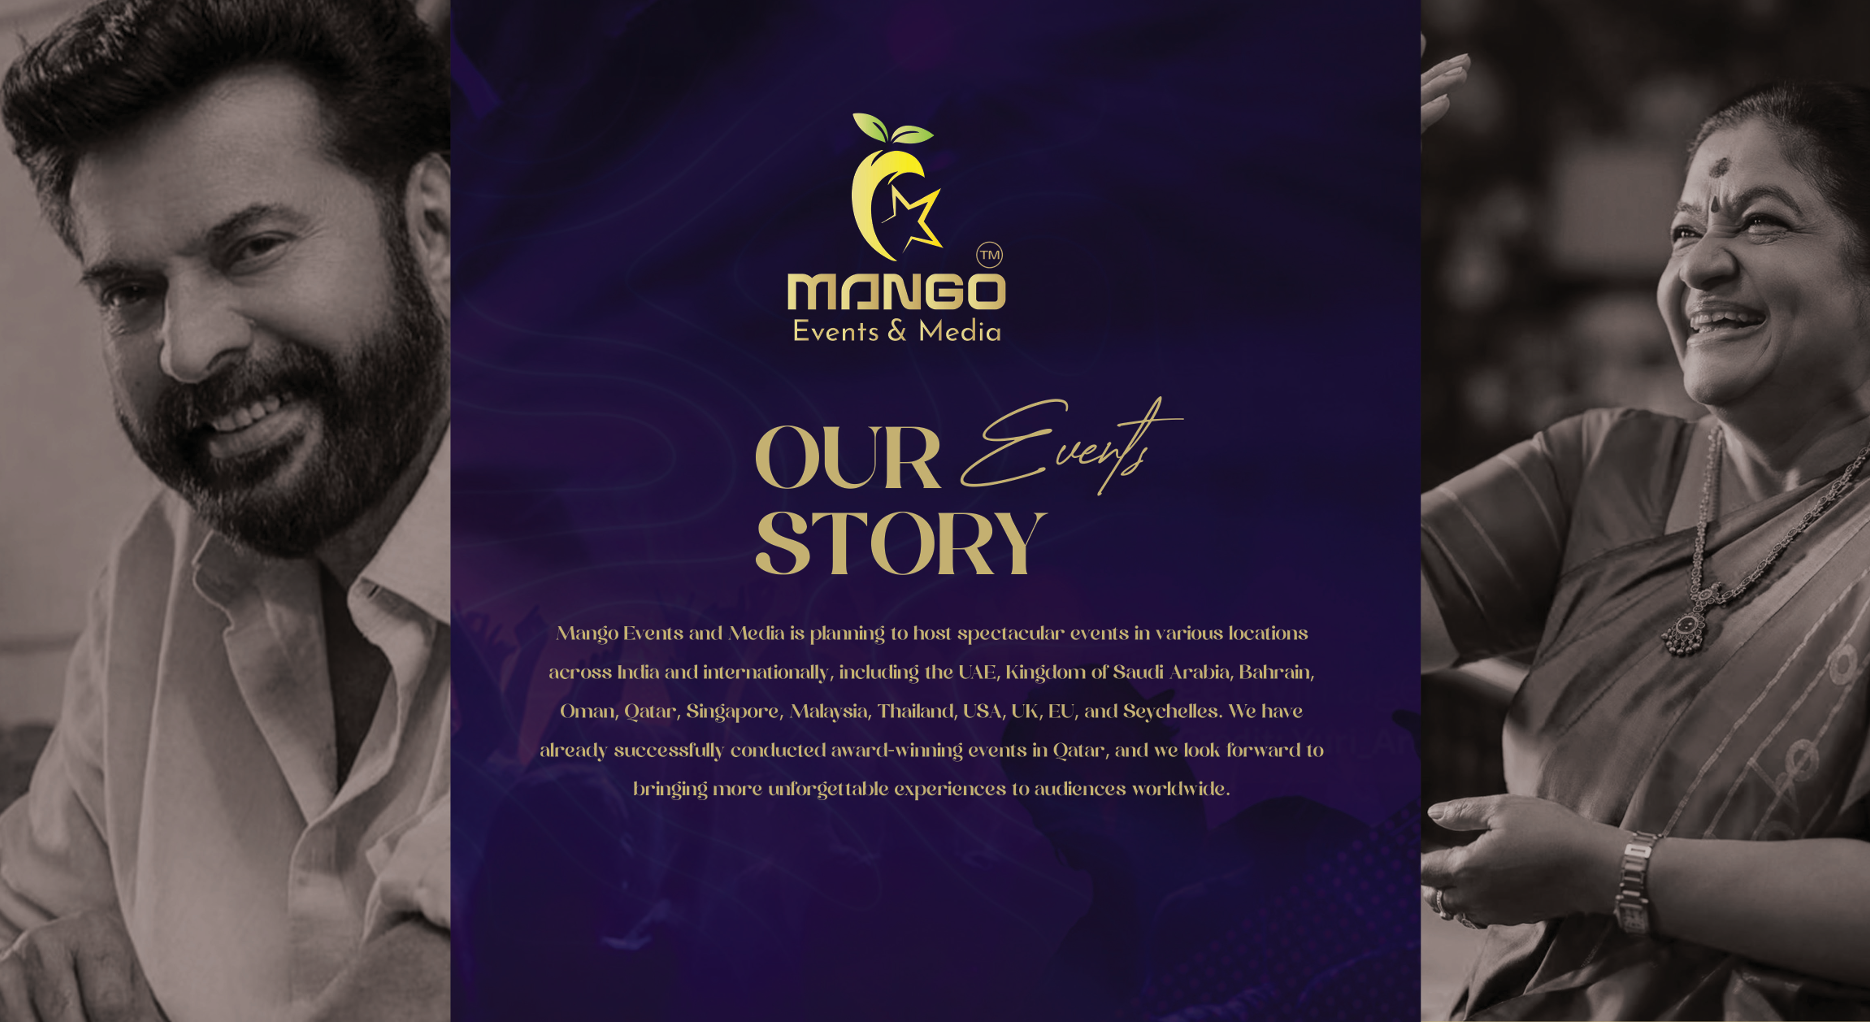 TM
MANGO
Events & Media
OUR Events
STORY
Mango Events and Media is planning to host spectacular events in various locations
across India and internationally, including the UAE, Kingdom of Saudi Arabia, Bahrain,
Oman, Qatar, Singapore, Malaysia, Thailand, USA, UK, EU, and Seychelles. We have
already successfully conducted award-winning events in Qatar, and we look forward to
bringing more unforgettable experiences to audiences worldwide.